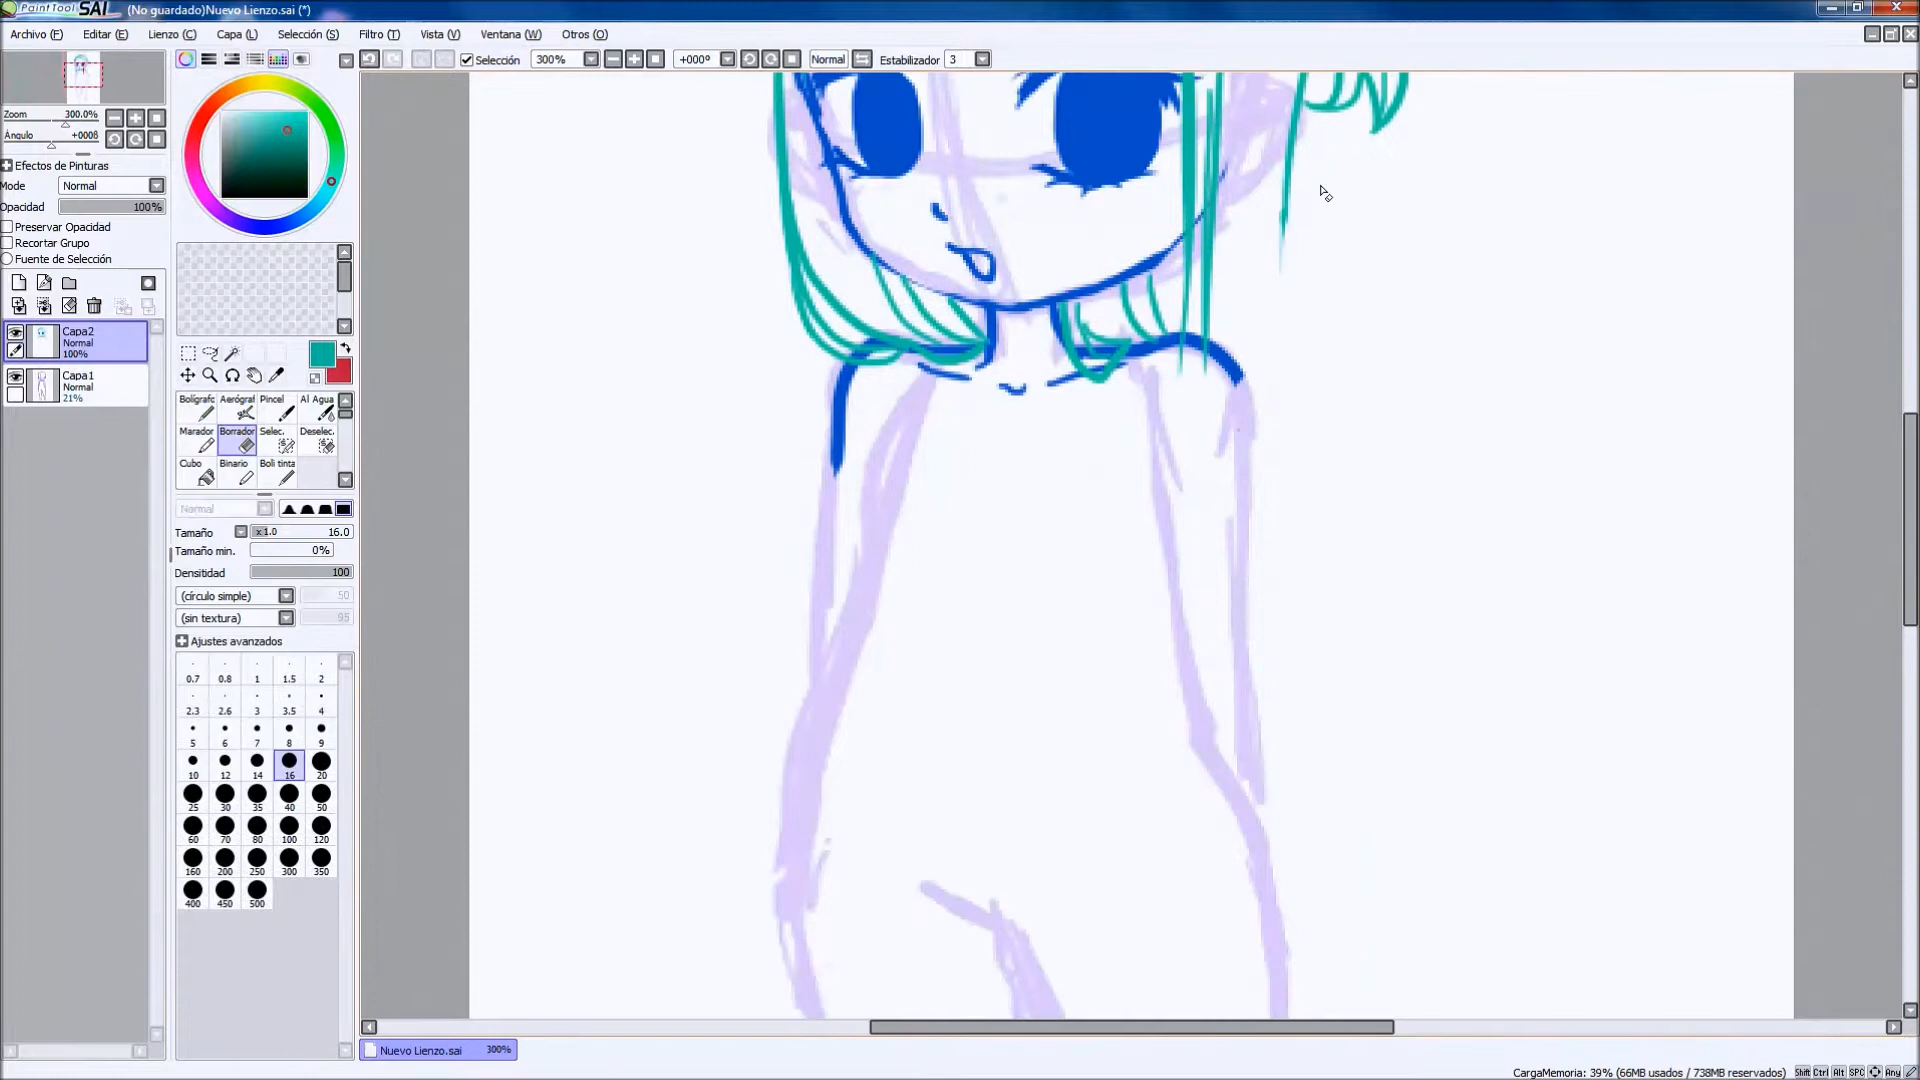 PaintTool SAI (No guardado)Nuevo Lienzo.sai (*)
Archivo (F) Editar (E) Lienzo (C) Capa (L) Selección (S) Filtro (T) Vista (V) Ventana (W) Otros (O)
Selección 300% +000º Normal Estabilizador 3
Zoom 300.0%
Ángulo +000ß
Efectos de Pinturas
Mode Normal
Opacidad 100%
Preservar Opacidad
Recortar Grupo
Fuente de Selección
Capa2
Normal
100%
Capa1
Normal
21%
Bolígrafo Aerógraf Pincel Al Agua
Marador Borrador Selec. Deselec.
Cubo Binario Boli tinta
Normal
Tamaño x1.0 16.0
Tamaño min. 0%
Densitidad 100
(círculo simple) 50
(sin textura) 95
Ajustes avanzados
0.7 0.8 1 1.5 2
2.3 2.6 3 3.5 4
5 6 7 8 9
10 12 14 16 20
25 30 35 40 50
60 70 80 100 120
160 200 250 300 350
400 450 500
Nuevo Lienzo.sai 300%
CargaMemoria: 39% (66MB usados / 738MB reservados) Shift Ctrl Alt SPC Any